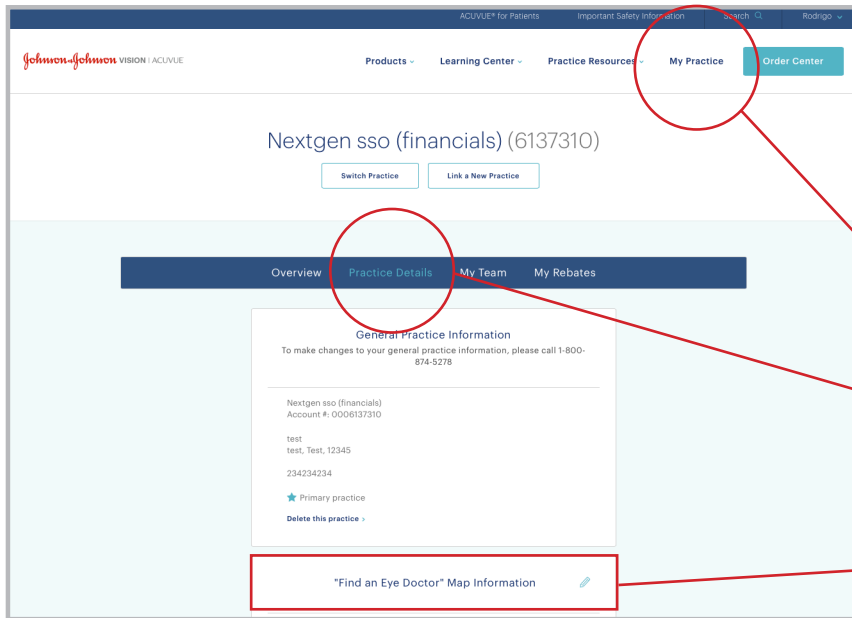 ACUVUE® for Patients Important Safety Information Search Rodrigo
Johnson & Johnson VISION | ACUVUE Products Learning Center Practice Resources My Practice Order Center
Nextgen sso (financials) (6137310)
Switch Practice Link a New Practice
Overview Practice Details My Team My Rebates
General Practice Information
To make changes to your general practice information, please call 1-800-
874-5278
Nextgen sso (financials)
Account #: 0006137310
test
test, Test, 12345
234234234
Primary practice
Delete this practice >
"Find an Eye Doctor" Map Information